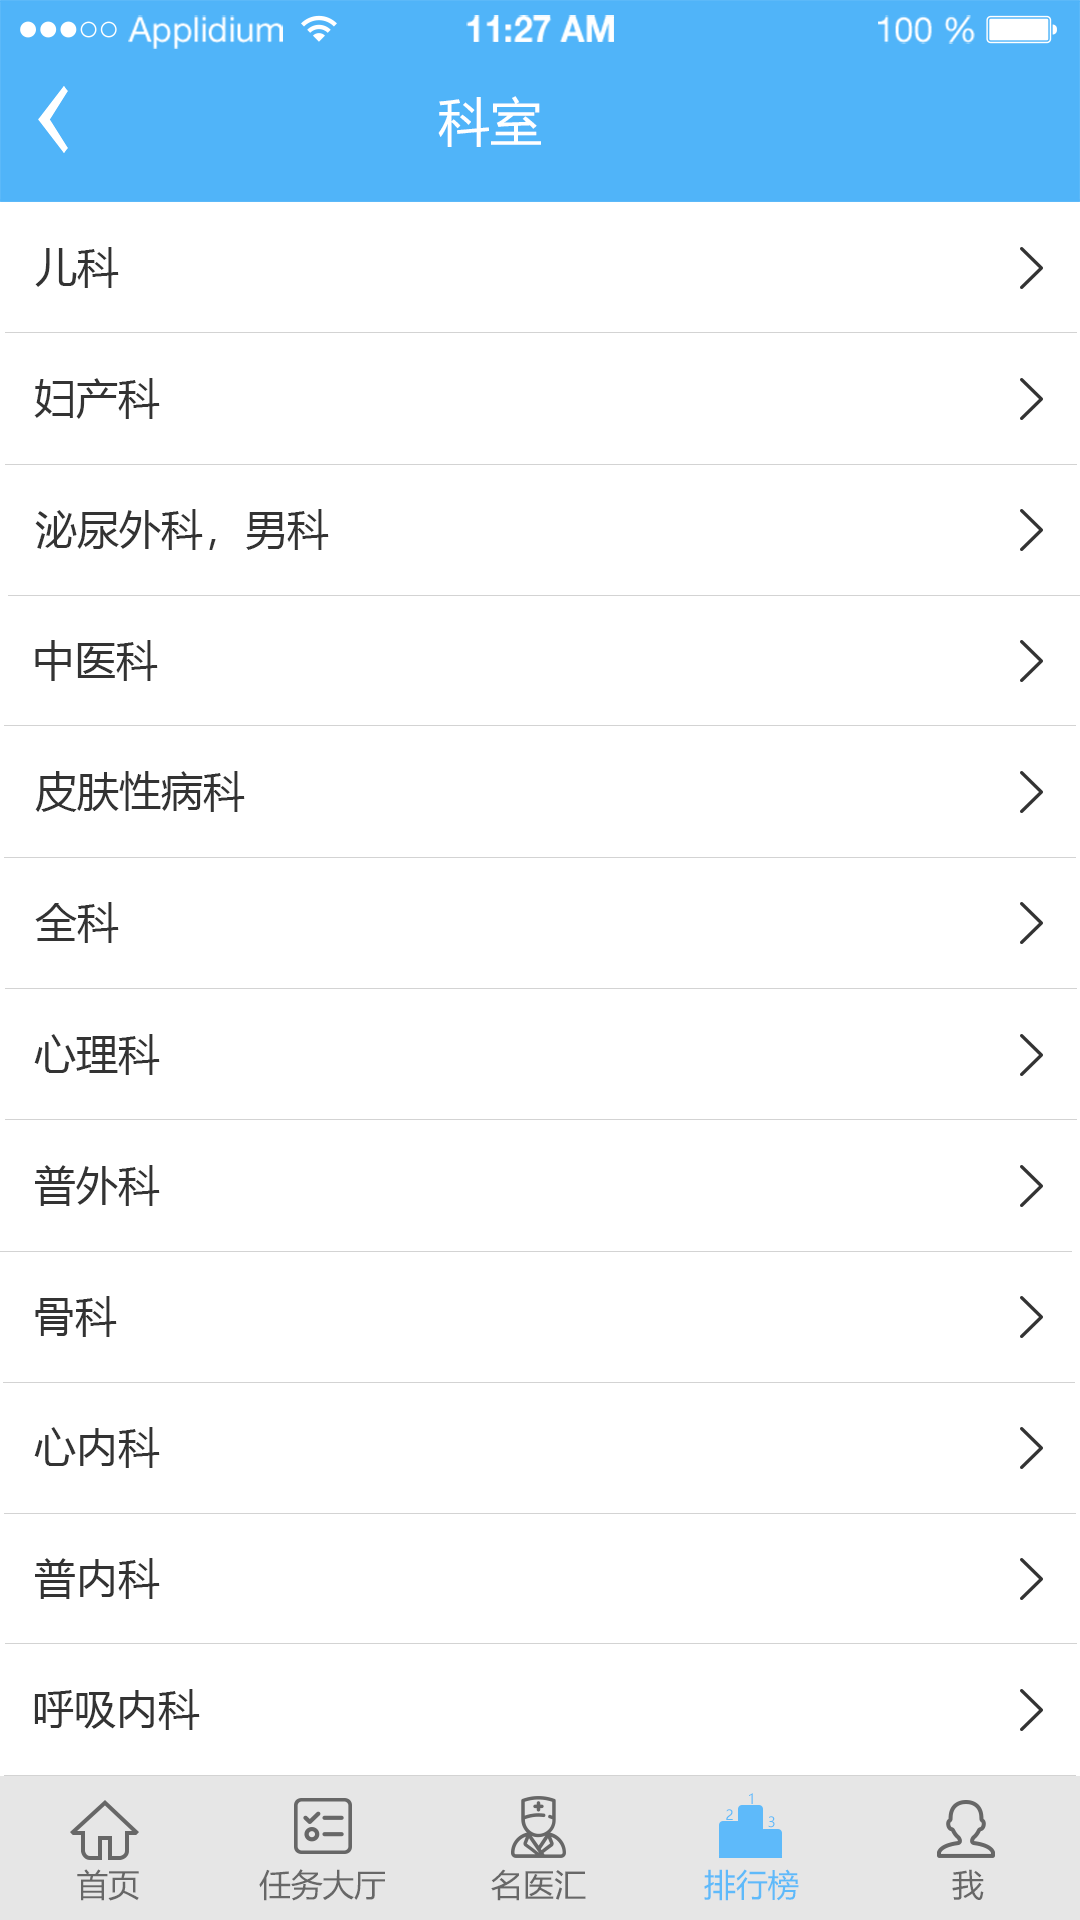 Applidium 11:27 AM 100 %
科室
儿科
妇产科
泌尿外科，男科
中医科
皮肤性病科
全科
心理科
普外科
骨科
心内科
普内科
呼吸内科
1
2 3
首页 任务大厅 名医汇 排行榜 我